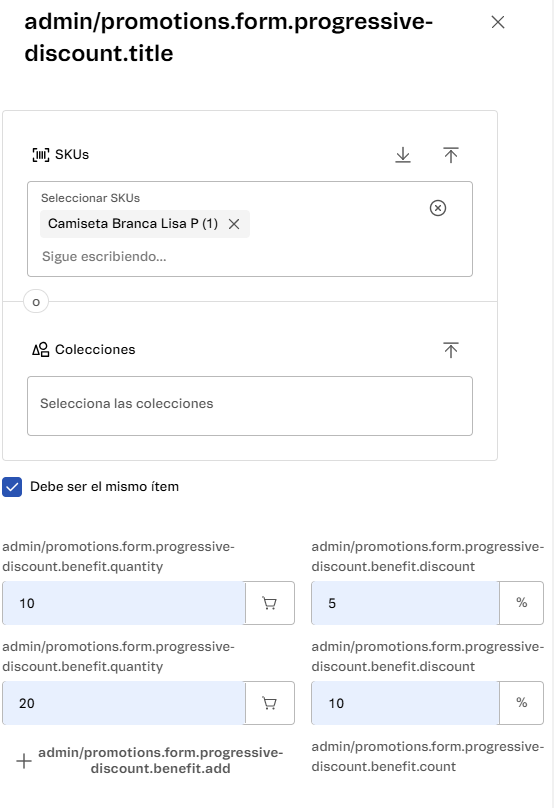 admin/promotions.form.progressive-
discount.title
SKUs
Seleccionar SKUs
Camiseta Branca Lisa P (1)
Sigue escribiendo...
o
Colecciones
Selecciona las colecciones
Debe ser el mismo ítem
admin/promotions.form.progressive-
discount.benefit.quantity
admin/promotions.form.progressive-
discount.benefit.discount
10
5
%
admin/promotions.form.progressive-
discount.benefit.quantity
admin/promotions.form.progressive-
discount.benefit.discount
20
10
%
admin/promotions.form.progressive-
discount.benefit.add
admin/promotions.form.progressive-
discount.benefit.count